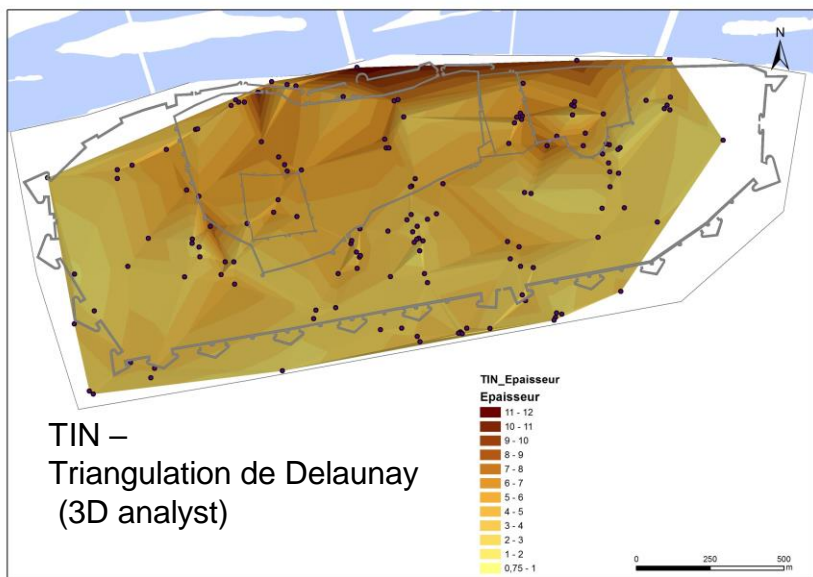 N
TIN –
Triangulation de Delaunay
(3D analyst)
TIN_Epaisseur
Epaisseur
11 - 12
10 - 11
9 - 10
8 - 9
7 - 8
6 - 7
5 - 6
4 - 5
3 - 4
2 - 3
1 - 2
0,75 - 1
0 250 500
m